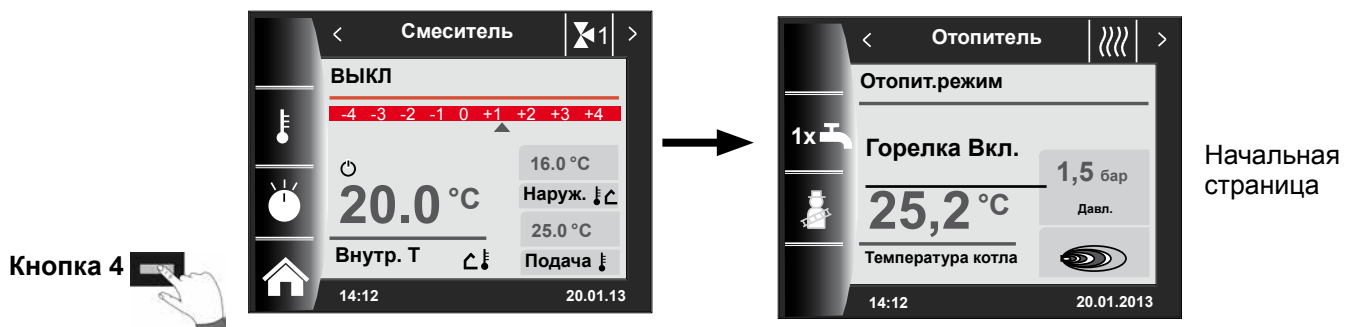 Кнопка 4
< Смеситель 1 >
ВЫКЛ
-4 -3 -2 -1 0 +1 +2 +3 +4
20.0 °C
Внутр. Т
16.0 °C
Наруж.
25.0 °C
Подача
14:12 20.01.13
< Отопитель >
Отопит.режим
1x
Горелка Вкл.
25,2 °C
Температура котла
1,5 бар
Давл.
14:12 20.01.2013
Начальная
страница